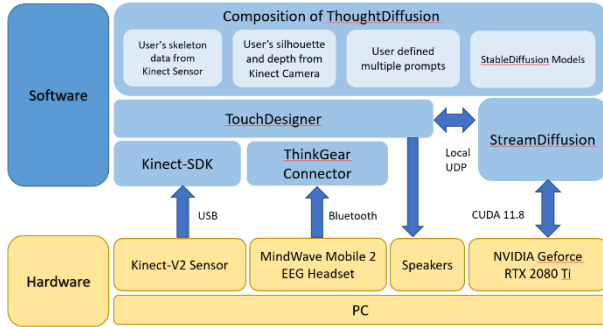 Composition of ThoughtDiffusion
User's skeleton
data from
Kinect Sensor
User's silhouette
and depth from
Kinect Camera
User defined
multiple prompts
StableDiffusion Models
Software
TouchDesigner
StreamDiffusion
Local
UDP
Kinect-SDK
ThinkGear
Connector
USB
Bluetooth
CUDA 11.8
Hardware
Kinect-V2 Sensor
MindWave Mobile 2
EEG Headset
Speakers
NVIDIA Geforce
RTX 2080 Ti
PC